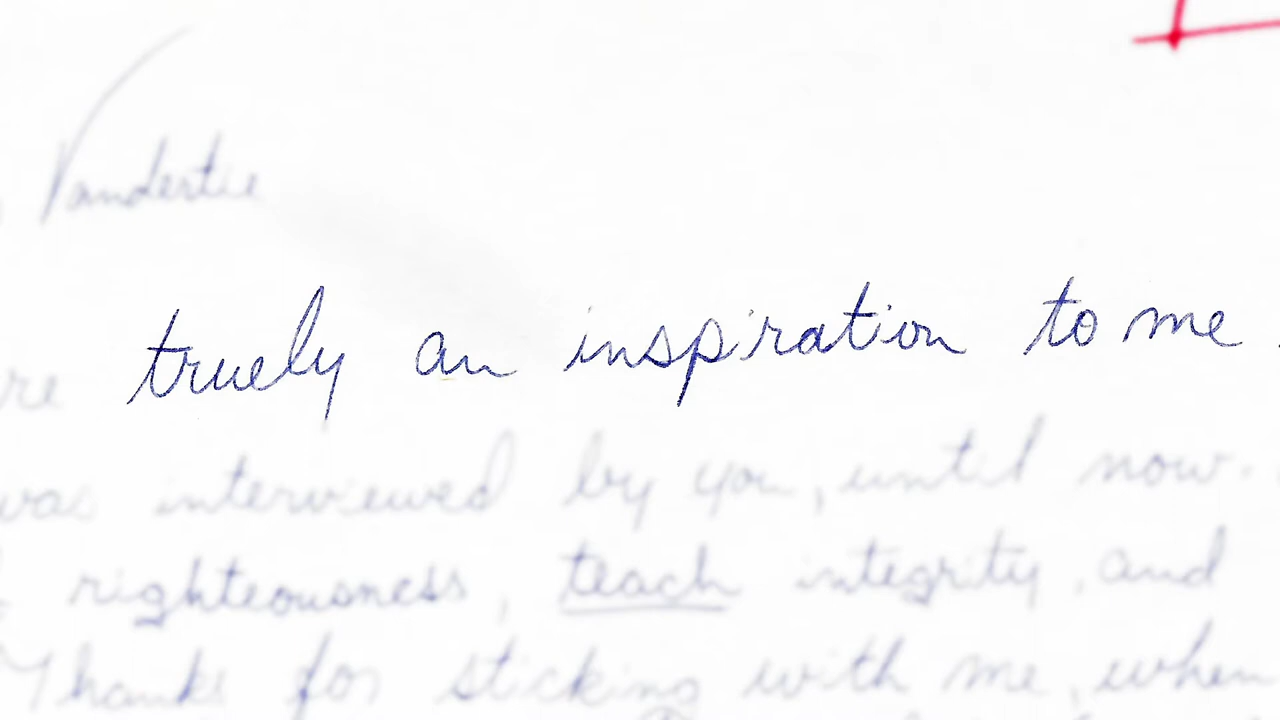 Vandertie
re truely an inspiration to me.
was interviewed by you, until now.
righteousness, teach integrity, and
Thanks for sticking with me, when